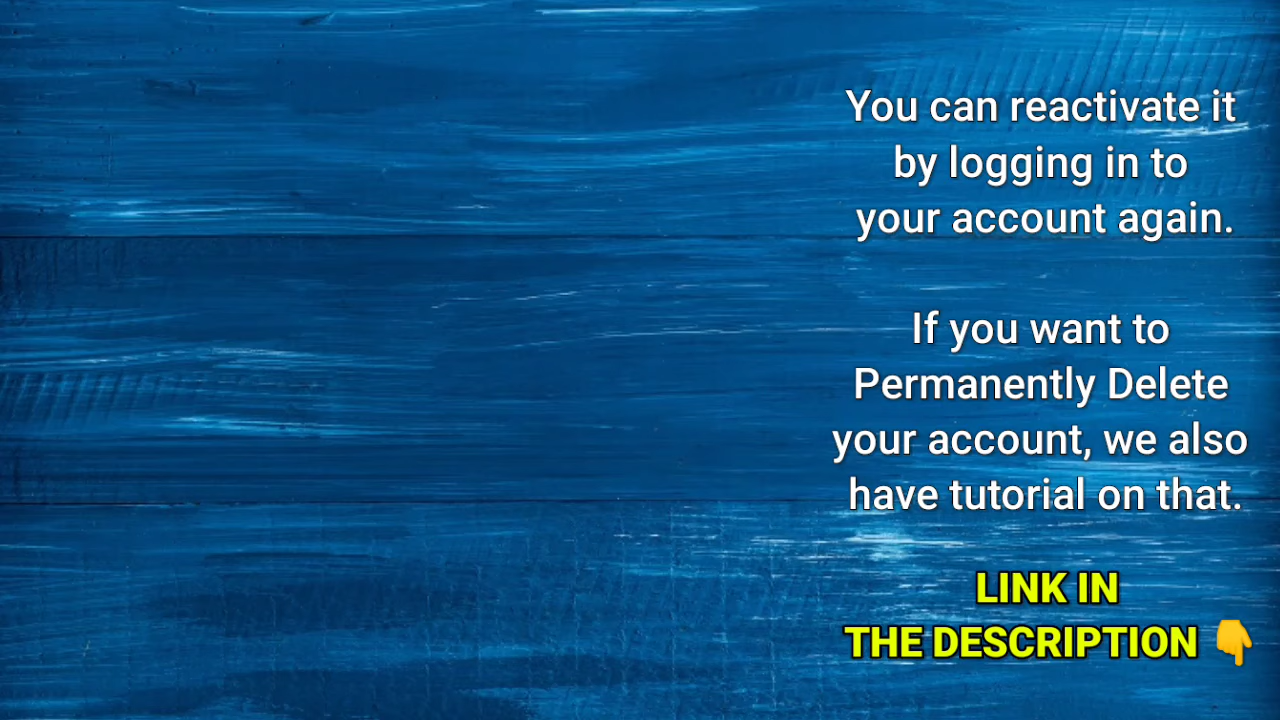 You can reactivate it
by logging in to
your account again.
If you want to
Permanently Delete
your account, we also
have tutorial on that.
LINK IN
THE DESCRIPTION 👇